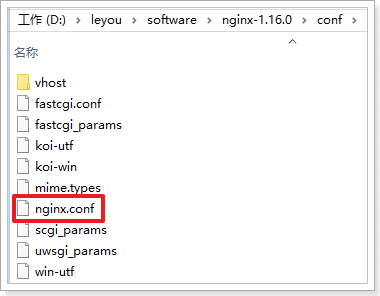 工作 (D:) › leyou › software › nginx-1.16.0 › conf ›
名称
vhost
fastcgi.conf
fastcgi_params
koi-utf
koi-win
mime.types
nginx.conf
scgi_params
uwsgi_params
win-utf